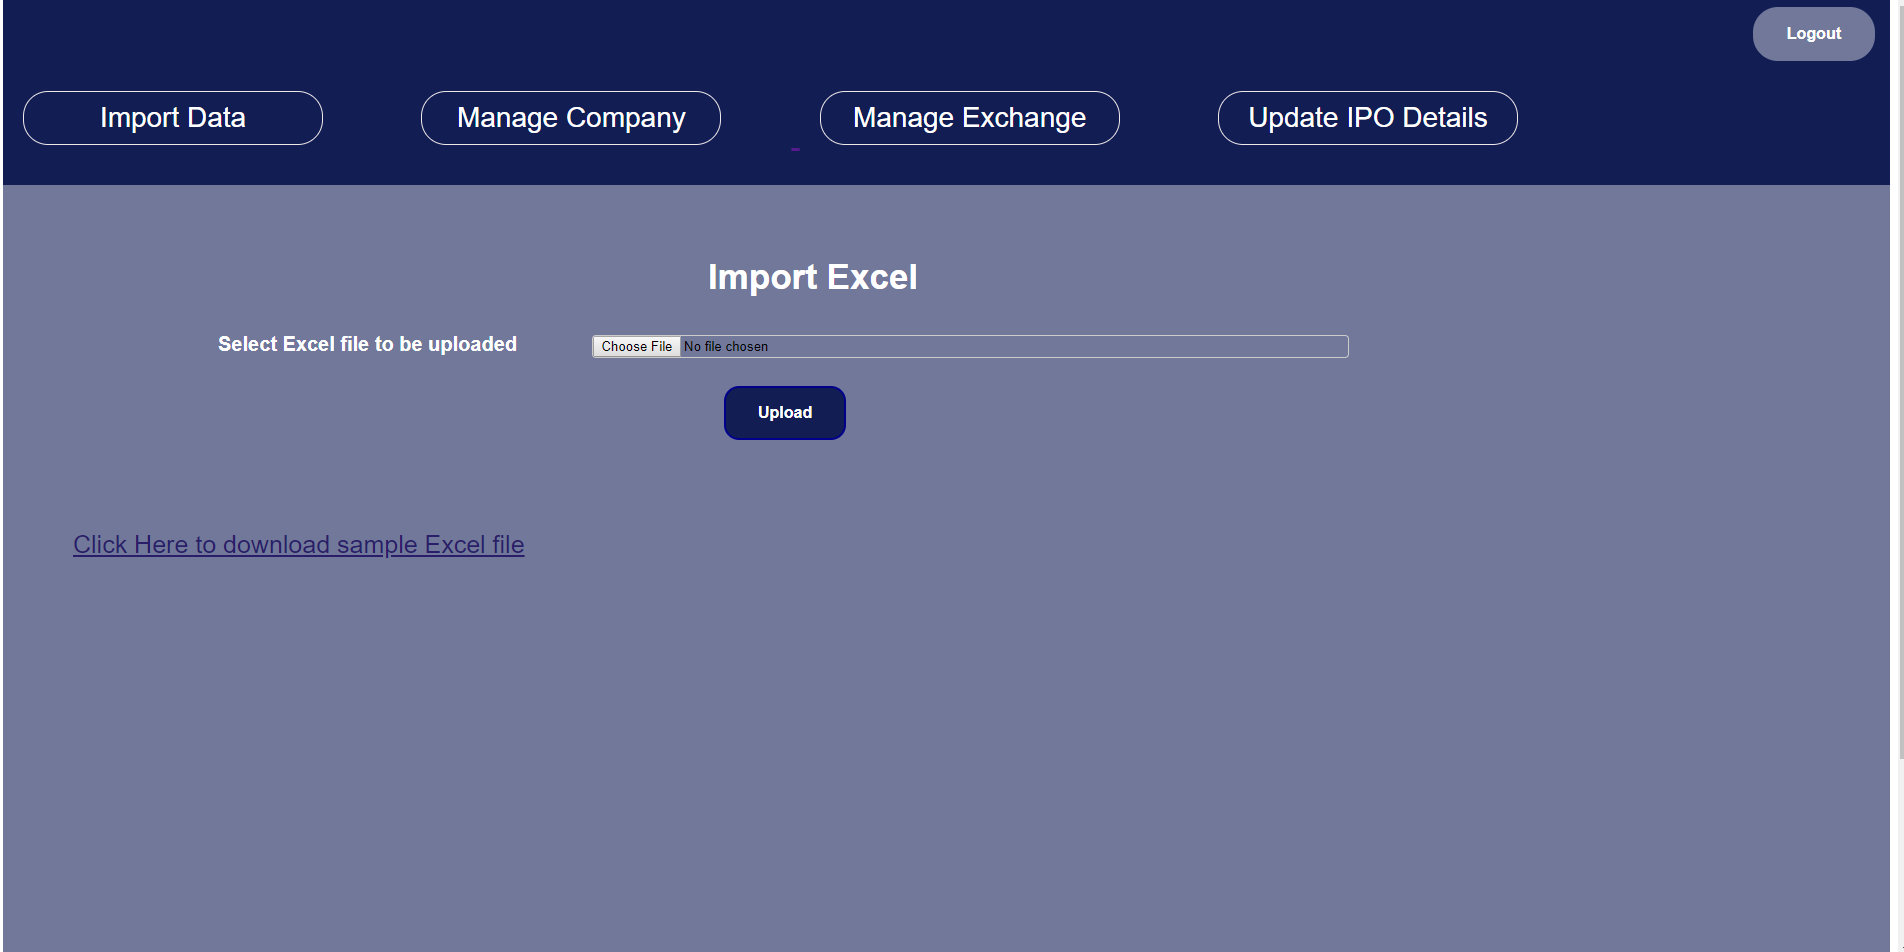 Logout
Import Data
Manage Company
Manage Exchange
Update IPO Details
Import Excel
Select Excel file to be uploaded
Choose File No file chosen
Upload
Click Here to download sample Excel file